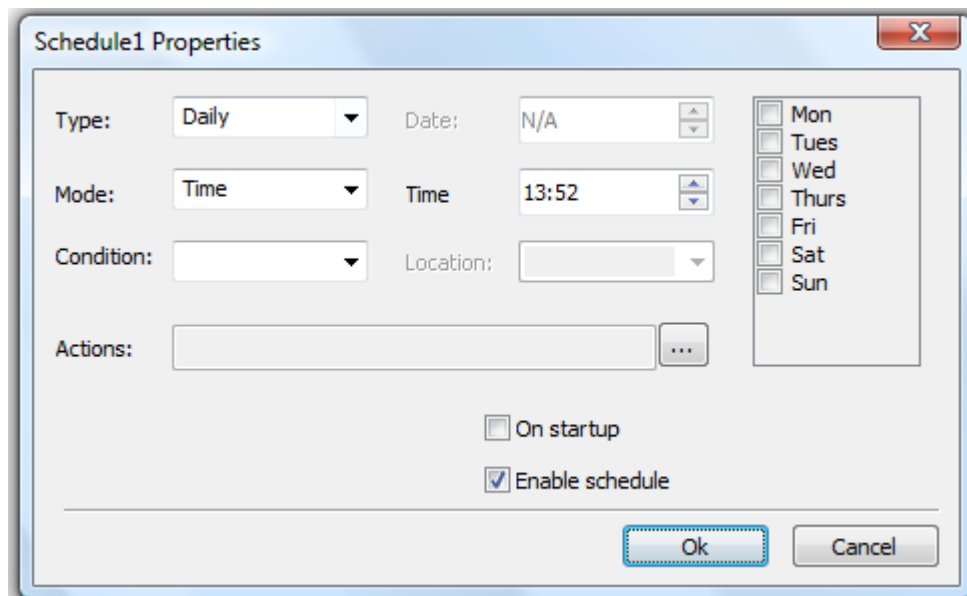 Schedule1 Properties
Type: Daily Date: N/A
Mode: Time Time 13:52
Condition: Location:
Actions: ...
Mon
Tues
Wed
Thurs
Fri
Sat
Sun
On startup
Enable schedule
Ok Cancel